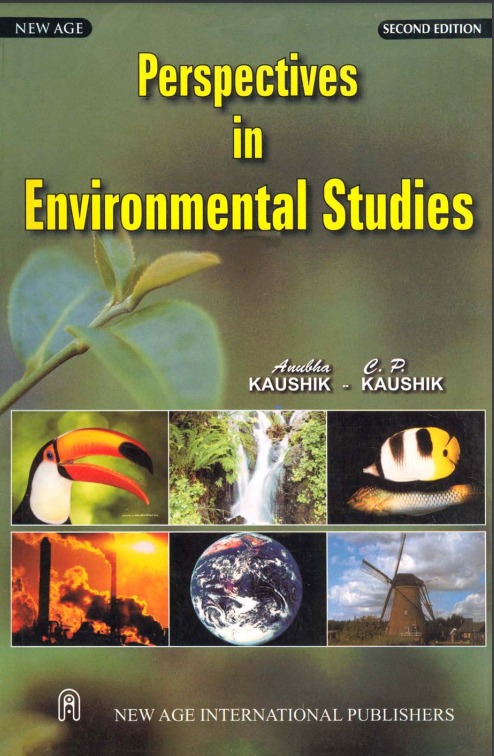 NEW AGE
SECOND EDITION
Perspectives
in
Environmental Studies
Anubha C. P.
KAUSHIK - KAUSHIK
NEW AGE INTERNATIONAL PUBLISHERS